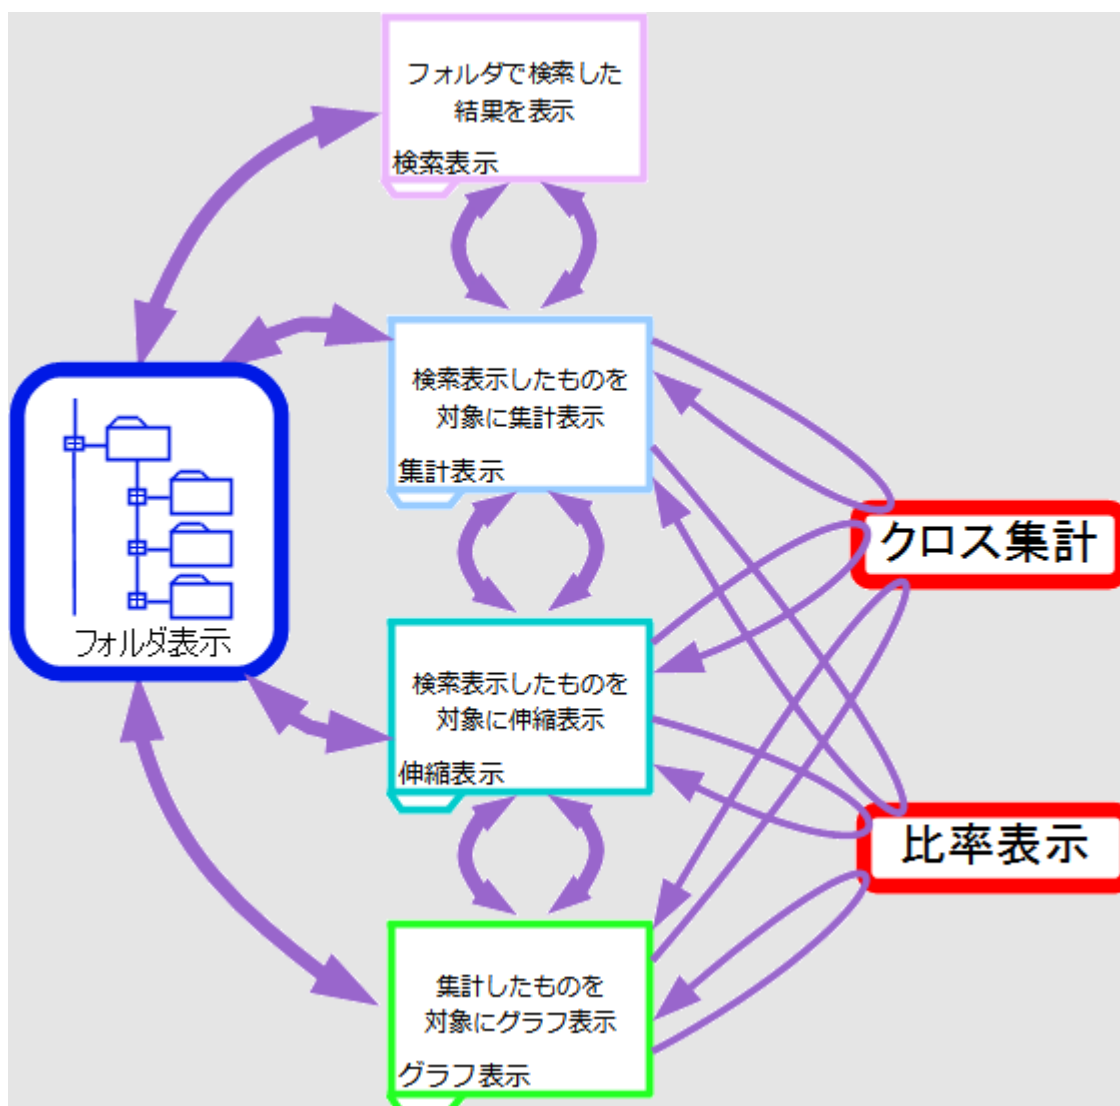 フォルダで検索した
結果を表示
検索表示
検索表示したものを
対象に集計表示
集計表示
クロス集計
フォルダ表示
検索表示したものを
対象に伸縮表示
伸縮表示
比率表示
集計したものを
対象にグラフ表示
グラフ表示